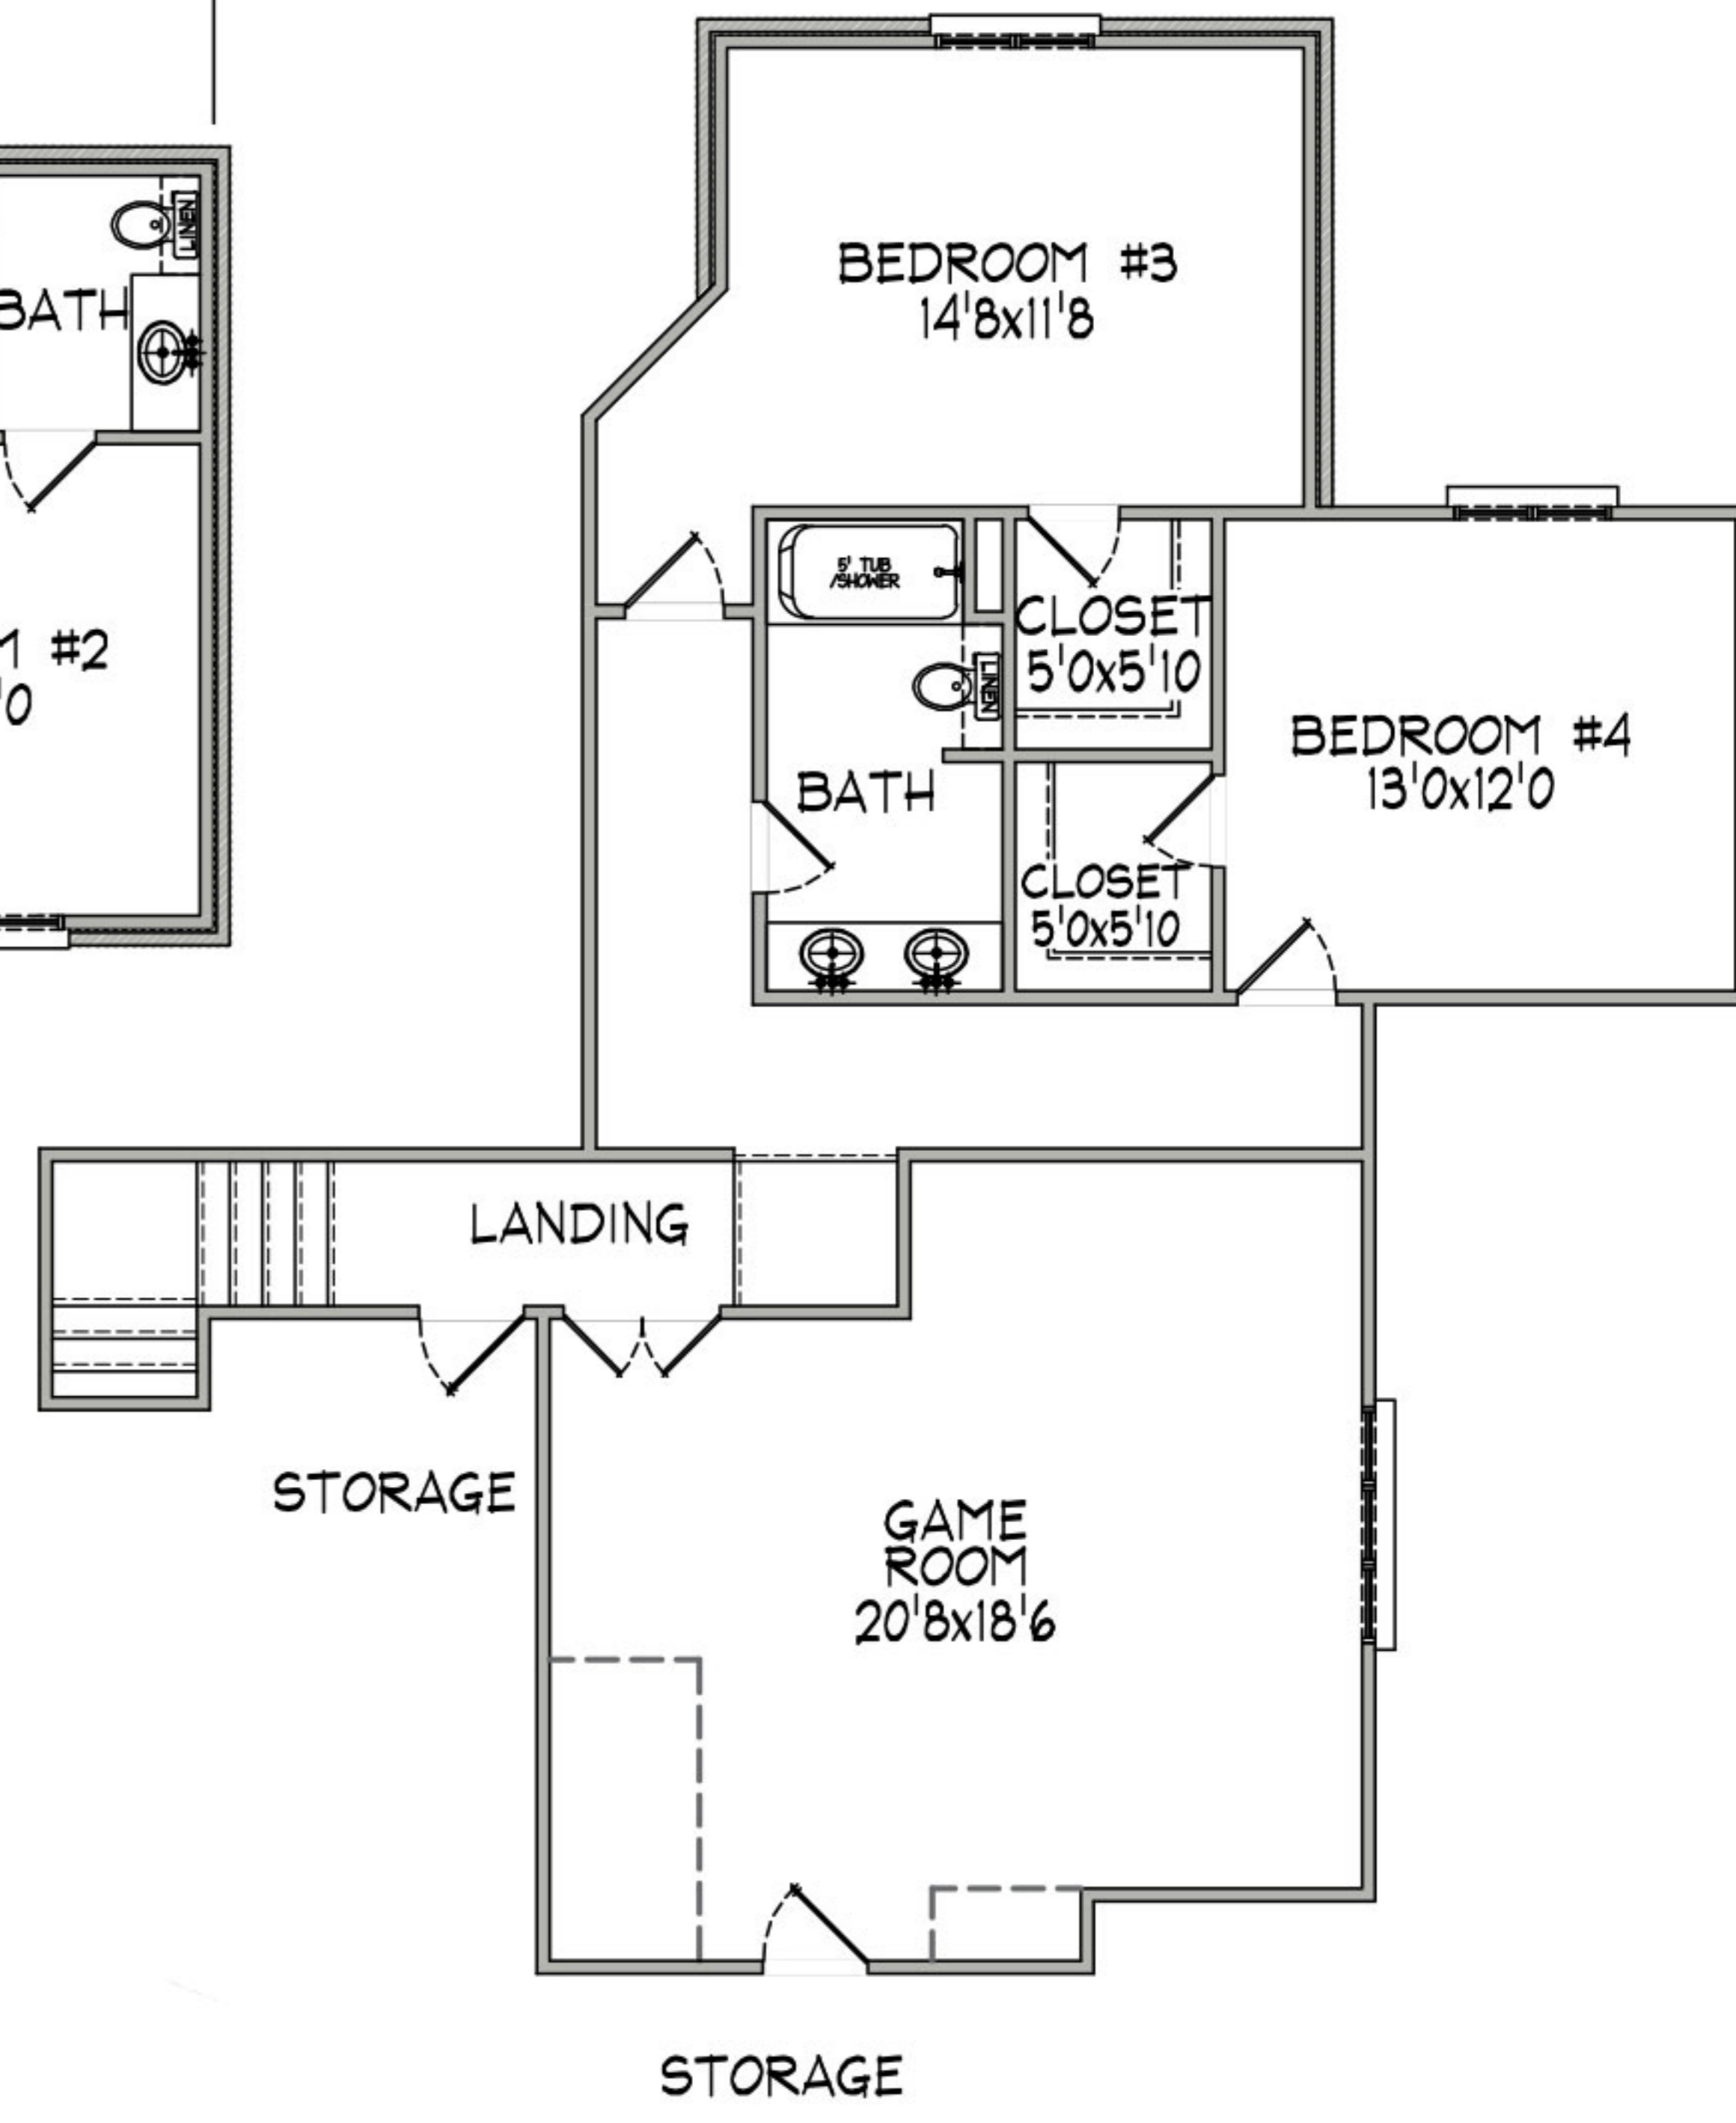 BEDROOM #3
14'8x11'8
LINEN
BATH
5' TUB
/SHOWER
CLOSET
5'0x5'10
LINEN
#2
BEDROOM #4
13'0x12'0
BATH
CLOSET
5'0x5'10
LANDING
STORAGE
GAME
ROOM
20'8x18'6
STORAGE